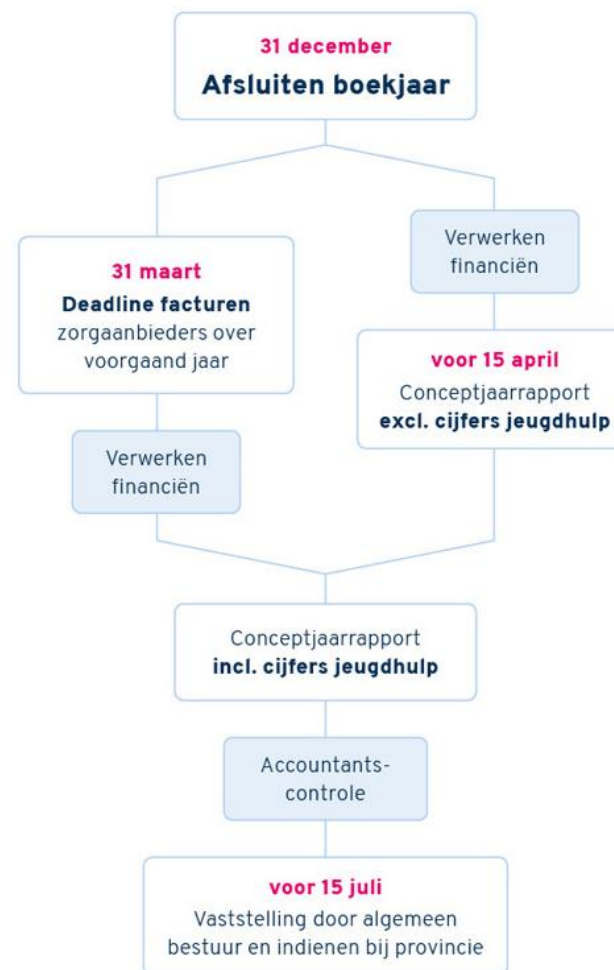 31 december
Afsluiten boekjaar
31 maart
Deadline facturen
zorgaanbieders over
voorgaand jaar
Verwerken
financiën
Verwerken
financiën
voor 15 april
Conceptjaarrapport
excl. cijfers jeugdhulp
Conceptjaarrapport
incl. cijfers jeugdhulp
Accountants-
controle
voor 15 juli
Vaststelling door algemeen
bestuur en indienen bij provincie